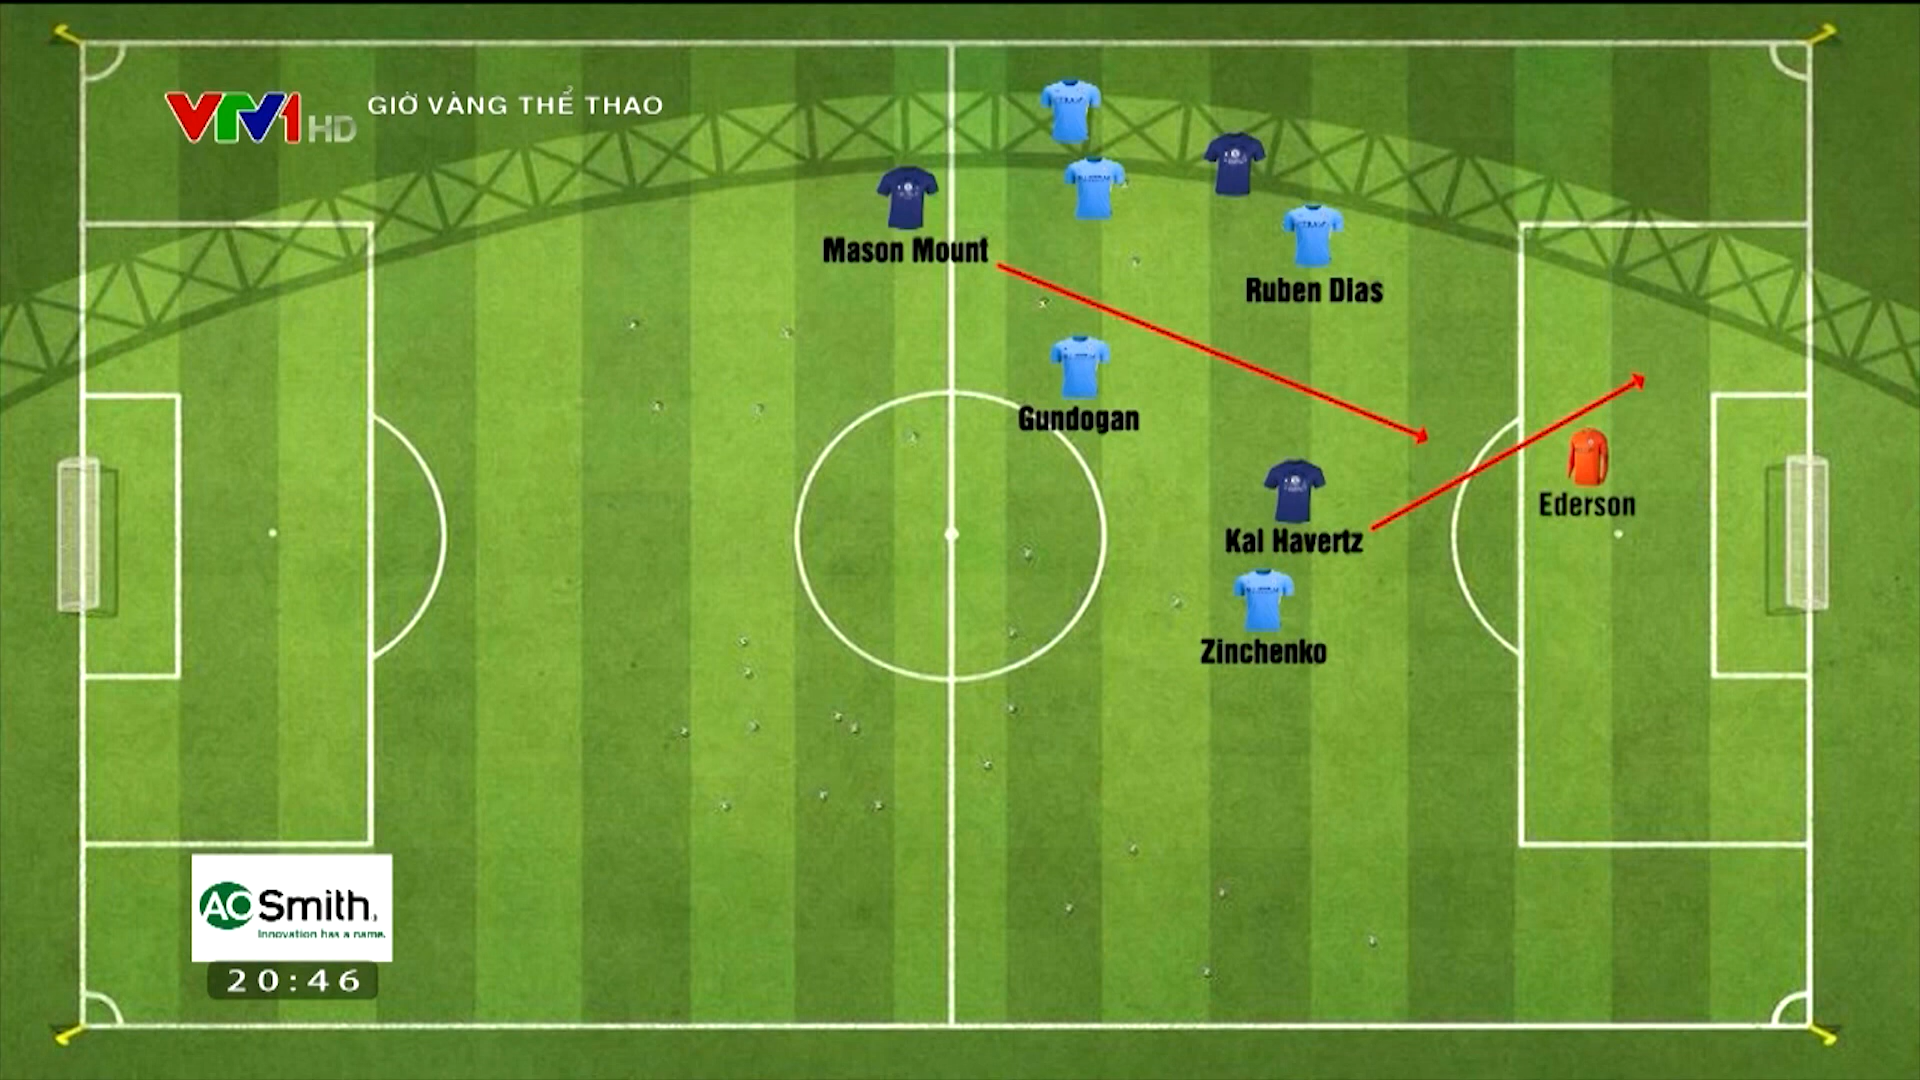 VTV1 HD
GIỜ VÀNG THỂ THAO
Mason Mount
Ruben Dias
Gundogan
Kai Havertz
Ederson
Zinchenko
AO Smith.
Innovation has a name.
20:46